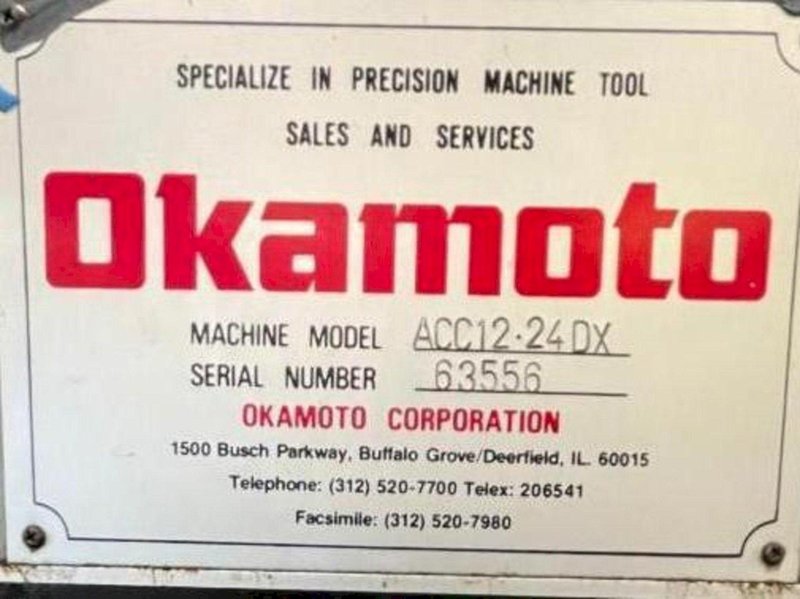 SPECIALIZE IN PRECISION MACHINE TOOL
SALES AND SERVICES
Okamoto
MACHINE MODEL ACC12·24DX
SERIAL NUMBER 63556
OKAMOTO CORPORATION
1500 Busch Parkway, Buffalo Grove/Deerfield, IL. 60015
Telephone: (312) 520-7700 Telex: 206541
Facsimile: (312) 520-7980